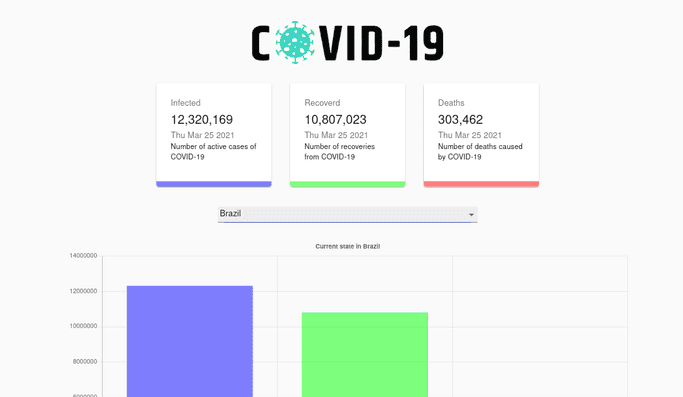 COVID-19
Infected
12,320,169
Thu Mar 25 2021
Number of active cases of
COVID-19
Recoverd
10,807,023
Thu Mar 25 2021
Number of recoveries
from COVID-19
Deaths
303,462
Thu Mar 25 2021
Number of deaths caused
by COVID-19
Brazil
Current state in Brazil
14000000
12000000
10000000
8000000
6000000